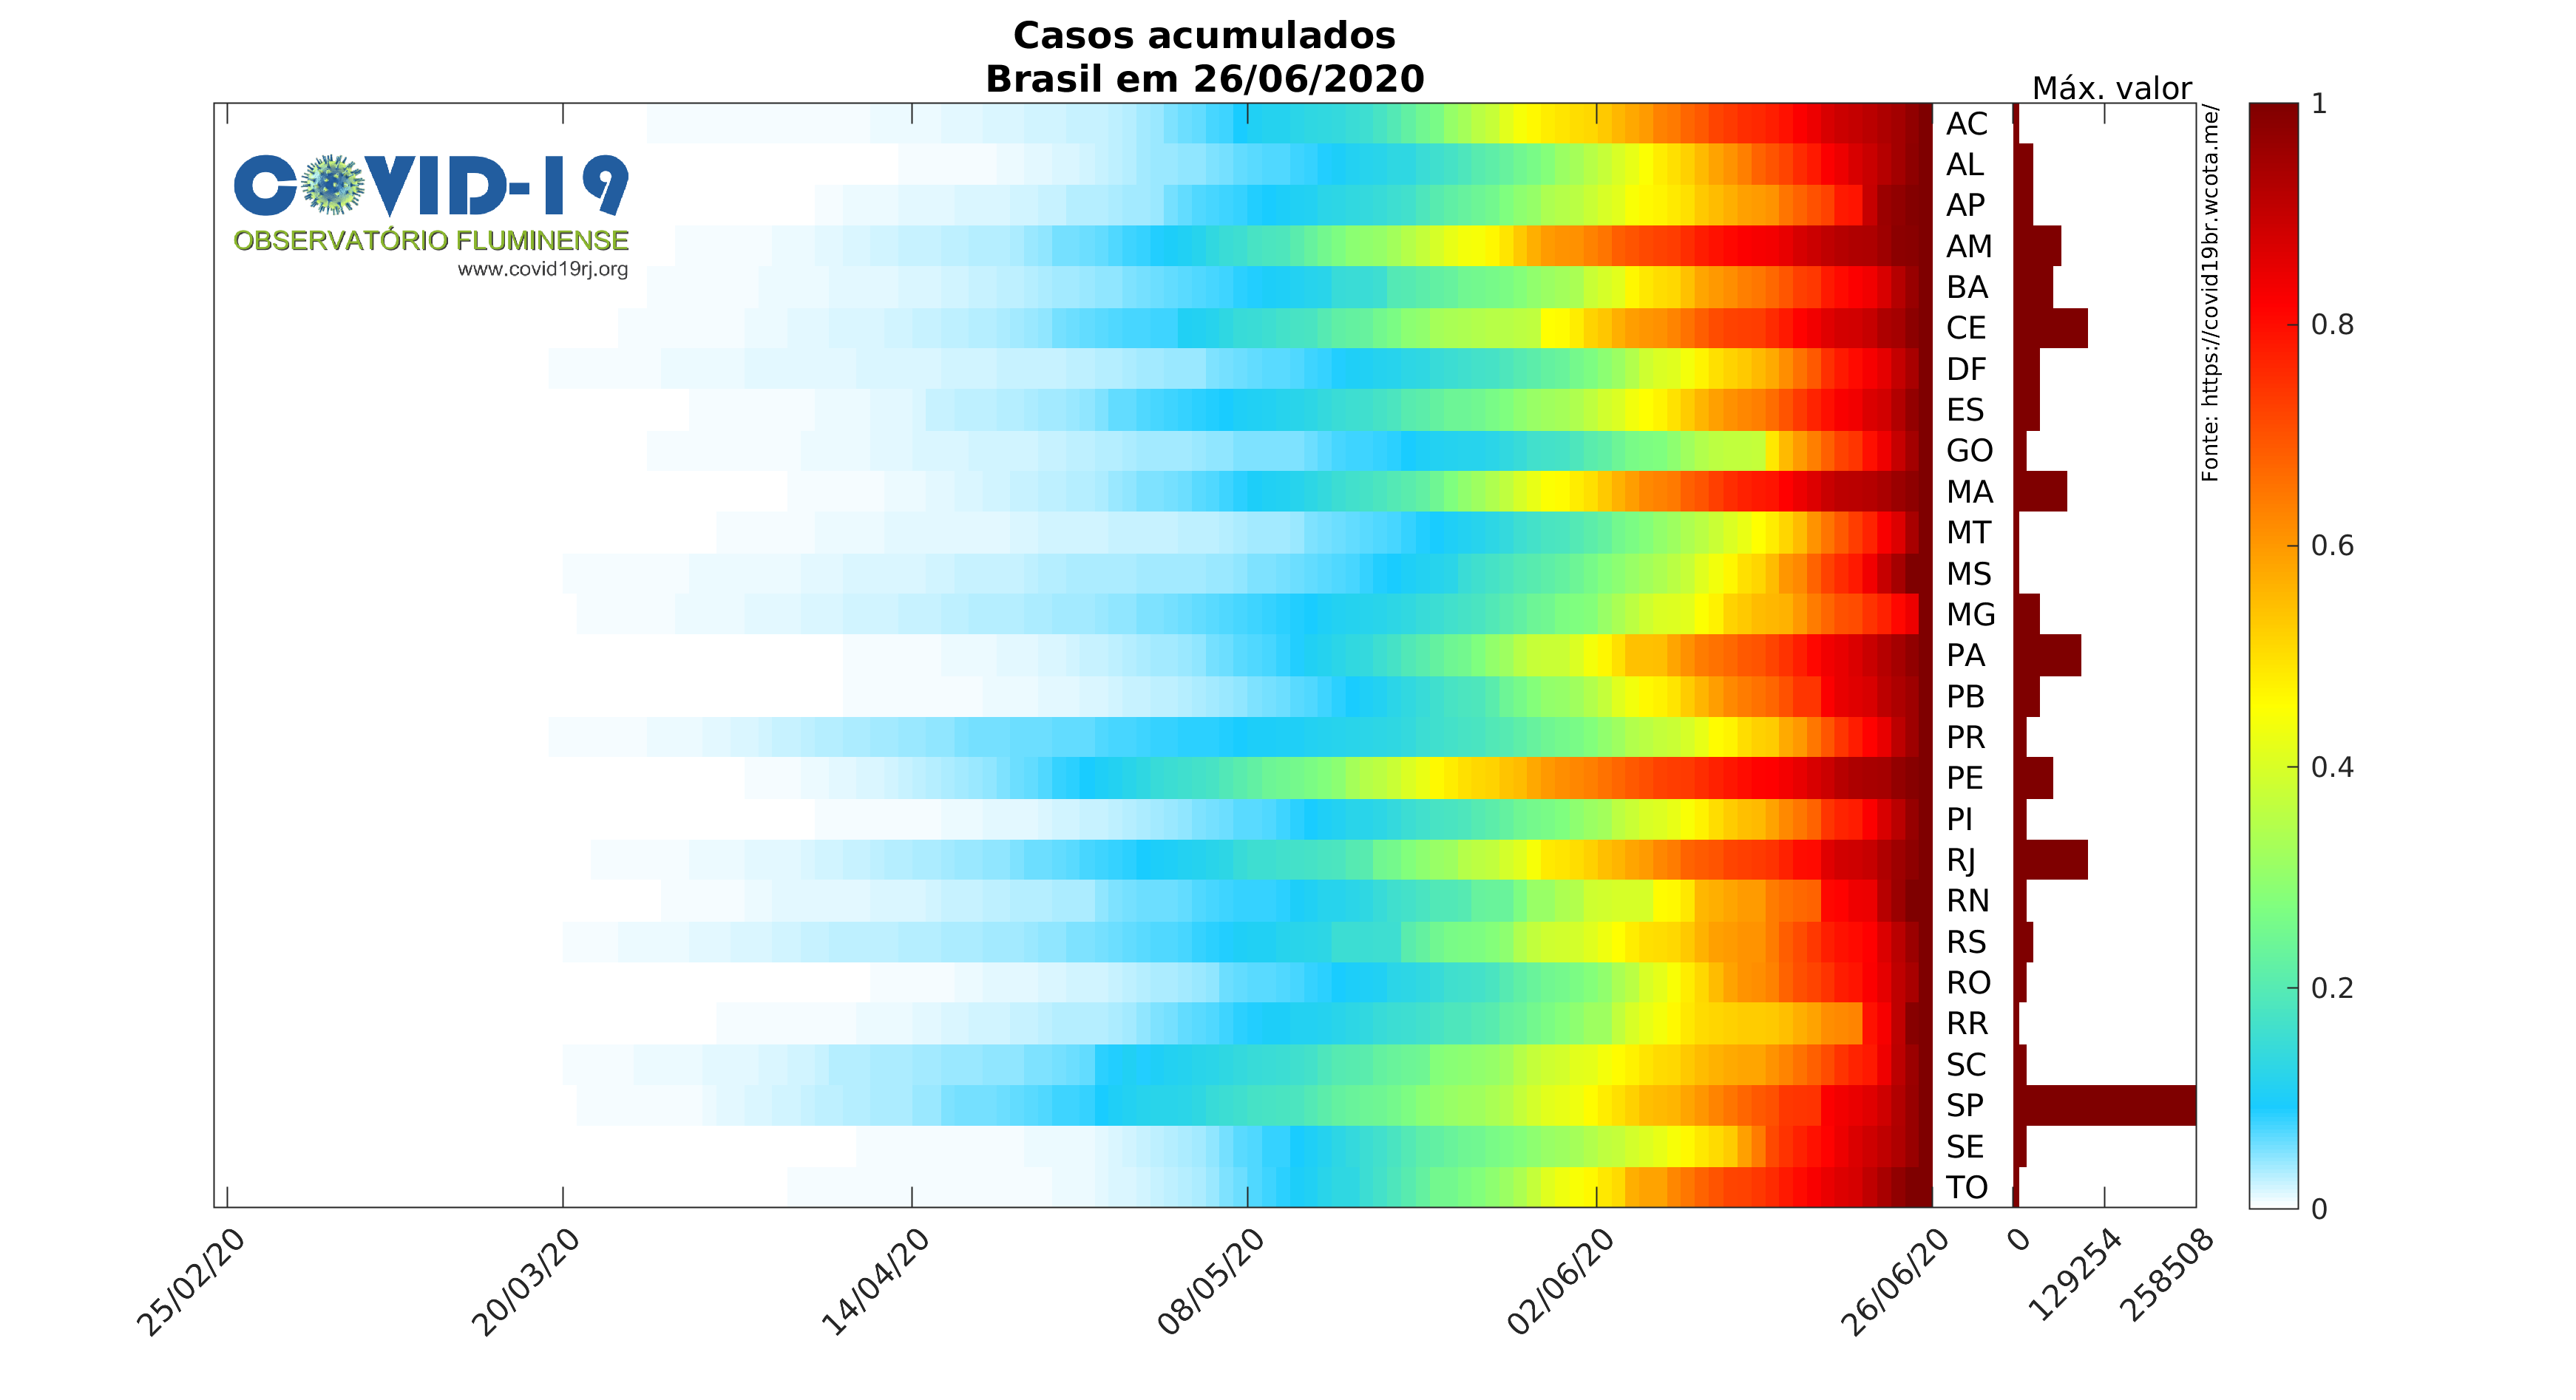 Casos acumulados
Brasil em 26/06/2020
Máx. valor
COVID-19
OBSERVATÓRIO FLUMINENSE
www.covid19rj.org
AC
AL
AP
AM
BA
CE
DF
ES
GO
MA
MT
MS
MG
PA
PB
PR
PE
PI
RJ
RN
RS
RO
RR
SC
SP
SE
TO
Fonte: https://covid19br.wcota.me/
1
0.8
0.6
0.4
0.2
0
25/02/20
20/03/20
14/04/20
08/05/20
02/06/20
26/06/20
0
129254
258508